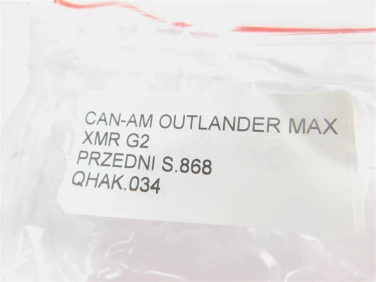 CAN-AM OUTLANDER MAX
XMR G2
PRZEDNI S.868
QHAK.034